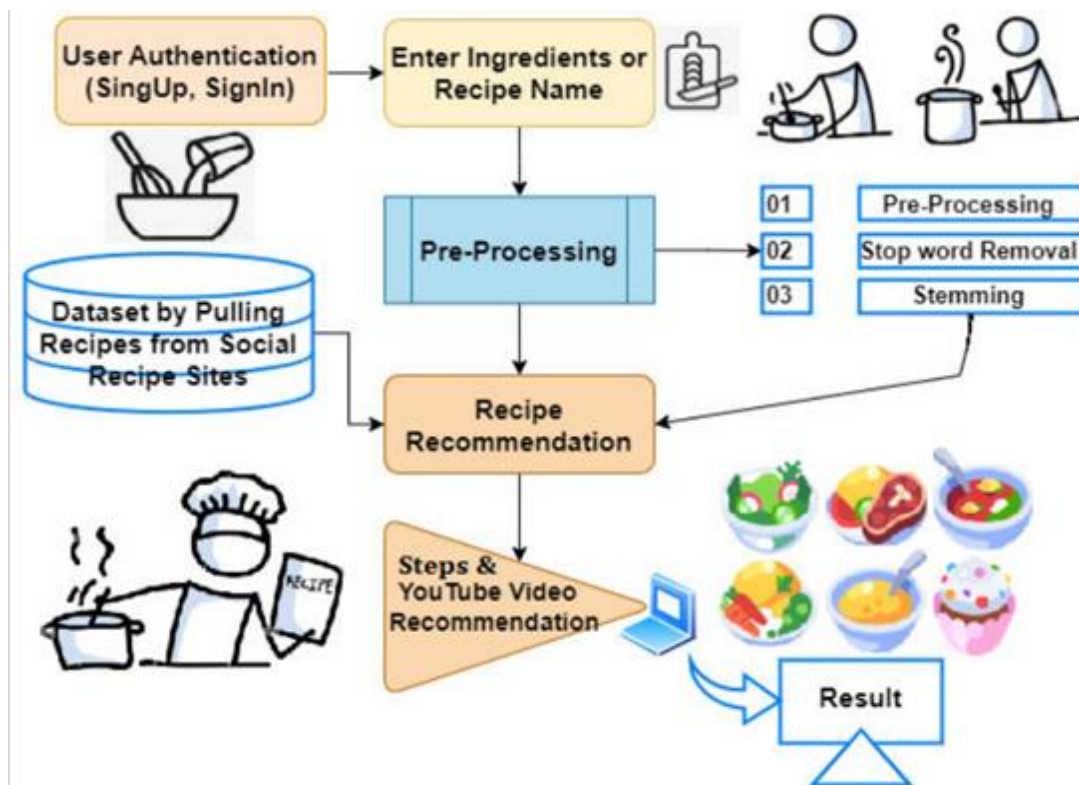 User Authentication
(SingUp, SignIn)
Enter Ingredients or
Recipe Name
Pre-Processing
01
Pre-Processing
02
Stop word Removal
03
Stemming
Dataset by Pulling
Recipes from Social
Recipe Sites
Recipe
Recommendation
RECIPE
Steps &
YouTube Video
Recommendation
Result